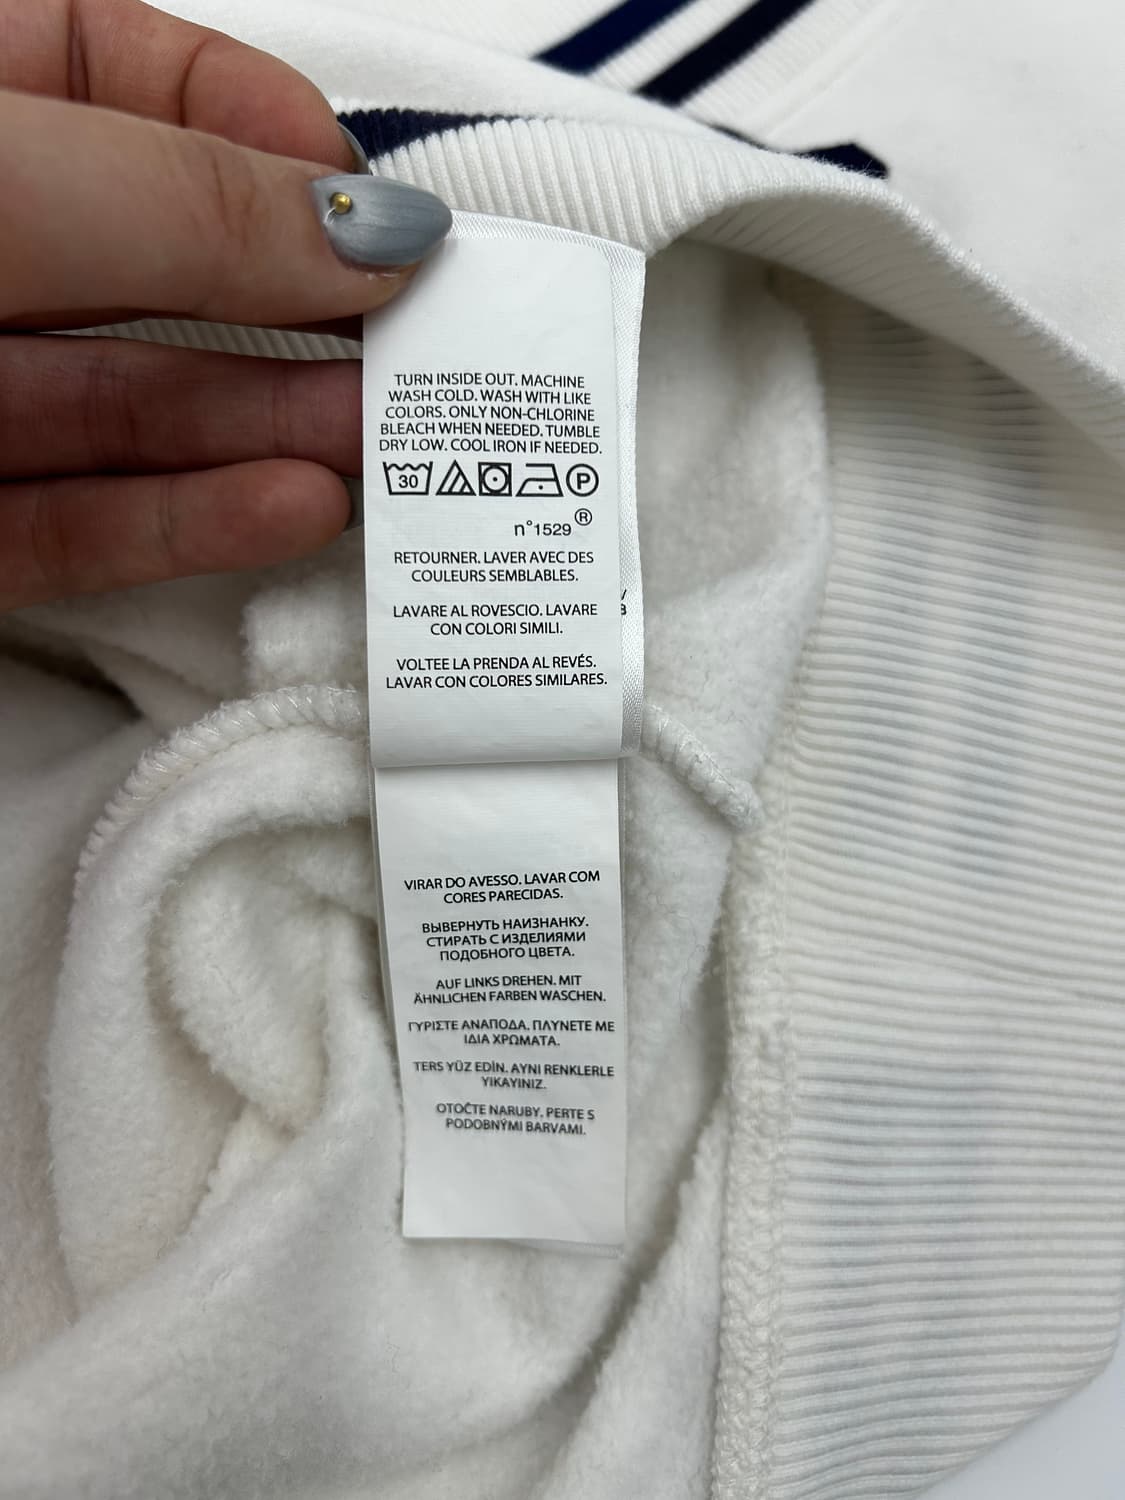 TURN INSIDE OUT. MACHINE
WASH COLD. WASH WITH LIKE
COLORS. ONLY NON-CHLORINE
BLEACH WHEN NEEDED. TUMBLE
DRY LOW. COOL IRON IF NEEDED.
30 P
n°1529®
RETOURNER. LAVER AVEC DES
COULEURS SEMBLABLES.
LAVARE AL ROVESCIO. LAVARE
CON COLORI SIMILI.
VOLTEE LA PRENDA AL REVÉS.
LAVAR CON COLORES SIMILARES.
VIRAR DO AVESSO. LAVAR COM
CORES PARECIDAS.
ВЫВЕРНУТЬ НАИЗНАНКУ.
СТИРАТЬ С ИЗДЕЛИЯМИ
ПОДОБНОГО ЦВЕТА.
AUF LINKS DREHEN. MIT
ÄHNLICHEN FARBEN WASCHEN.
ΓΥΡΙΣΤΕ ΑΝΑΠΟΔΑ. ΠΛΥΝΕΤΕ ΜΕ
ΙΔΙΑ ΧΡΩΜΑΤΑ.
TERS YÜZ EDİN. AYNI RENKLERLE
YIKAYINIZ.
OTOČTE NARUBY. PERTE S
PODOBNÝMI BARVAMI.